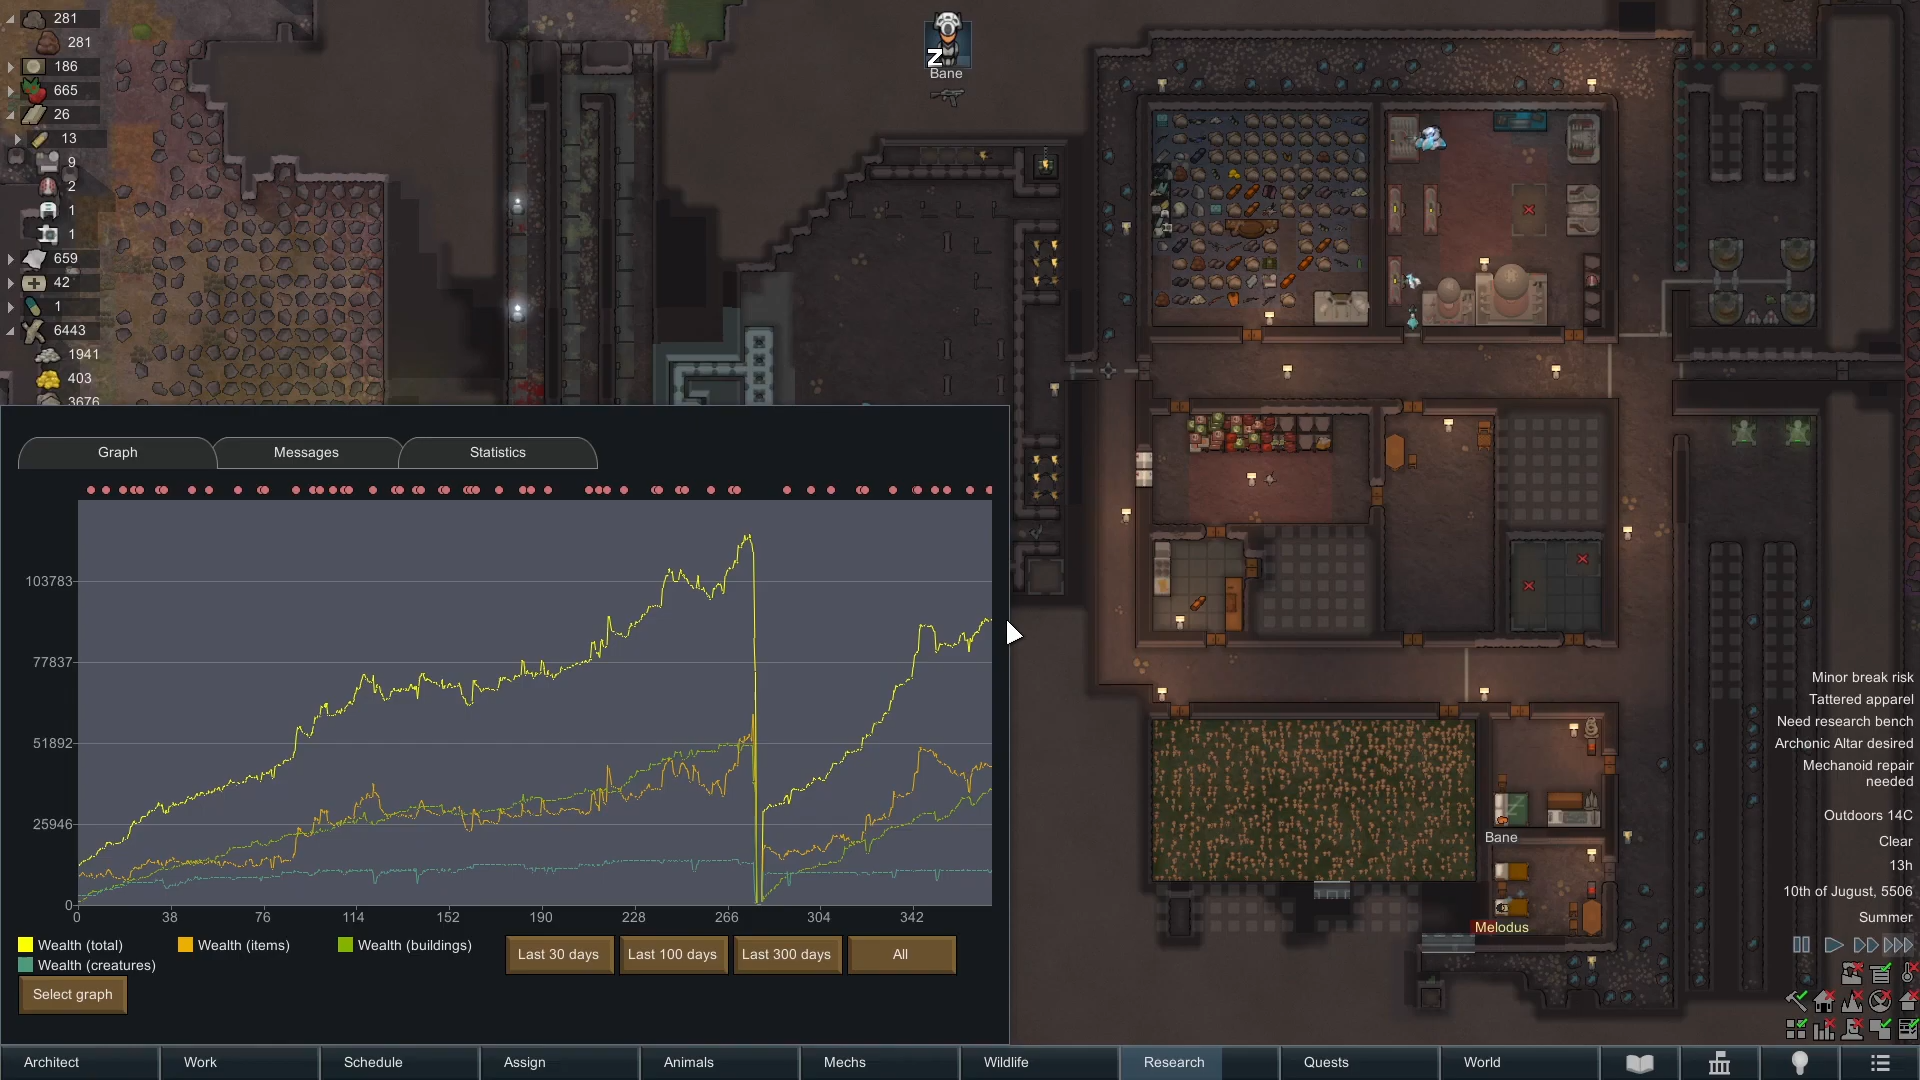 281
281
186
665
26
13
9
2
1
1
659
42
1
6443
1941
403
3676
Z
Bane
Graph
Messages
Statistics
103783
77837
51892
25946
0
0
38
76
114
152
190
228
266
304
342
Wealth (total)
Wealth (items)
Wealth (buildings)
Wealth (creatures)
Last 30 days
Last 100 days
Last 300 days
All
Select graph
Bane
Melodus
Minor break risk
Tattered apparel
Need research bench
Archonic Altar desired
Mechanoid repair
needed
Outdoors 14C
Clear
13h
10th of Jugust, 5506
Summer
Architect
Work
Schedule
Assign
Animals
Mechs
Wildlife
Research
Quests
World